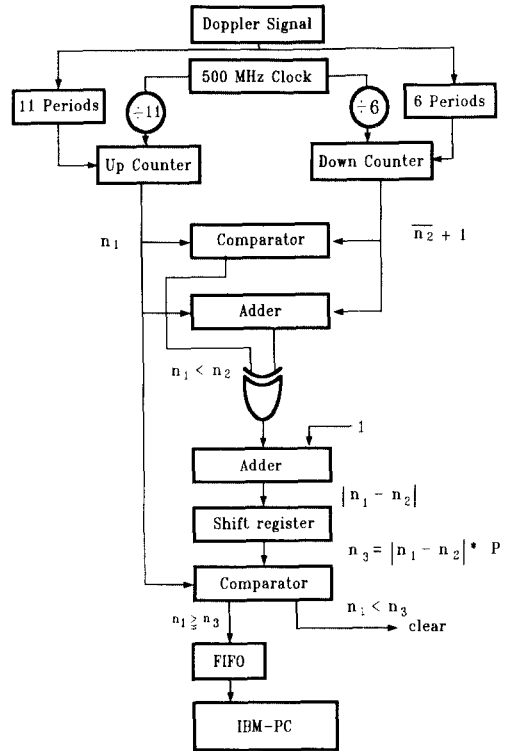 Doppler Signal
500 MHz Clock
11 Periods
6 Periods
÷11
÷6
Up Counter
Down Counter
n₁
n̅₂ + 1
Comparator
Adder
n₁ < n₂
1
Adder
|n₁ − n₂|
Shift register
n₃ = |n₁ − n₂| * P
Comparator
n₁ ≧ n₃
n₁ < n₃
clear
FIFO
IBM-PC